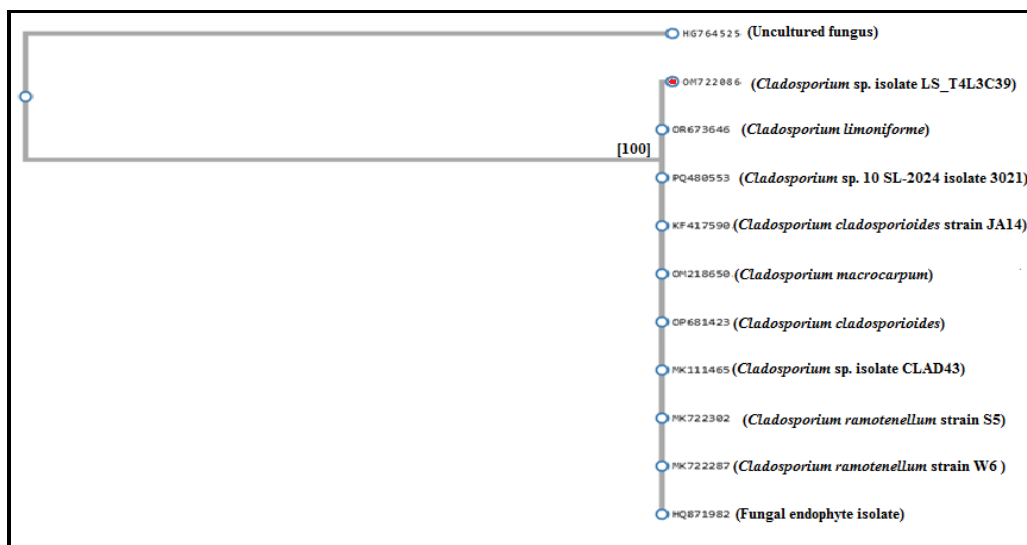 HG764525 (Uncultured fungus)
OM722086 (Cladosporium sp. isolate LS_T4L3C39)
OR673646 (Cladosporium limoniforme)
[100]
PQ480553 (Cladosporium sp. 10 SL-2024 isolate 3021)
KF417590 (Cladosporium cladosporioides strain JA14)
OM218650 (Cladosporium macrocarpum)
OP681423 (Cladosporium cladosporioides)
MK111465 (Cladosporium sp. isolate CLAD43)
MK722302 (Cladosporium ramotenellum strain S5)
MK722287 (Cladosporium ramotenellum strain W6 )
HQ871982 (Fungal endophyte isolate)